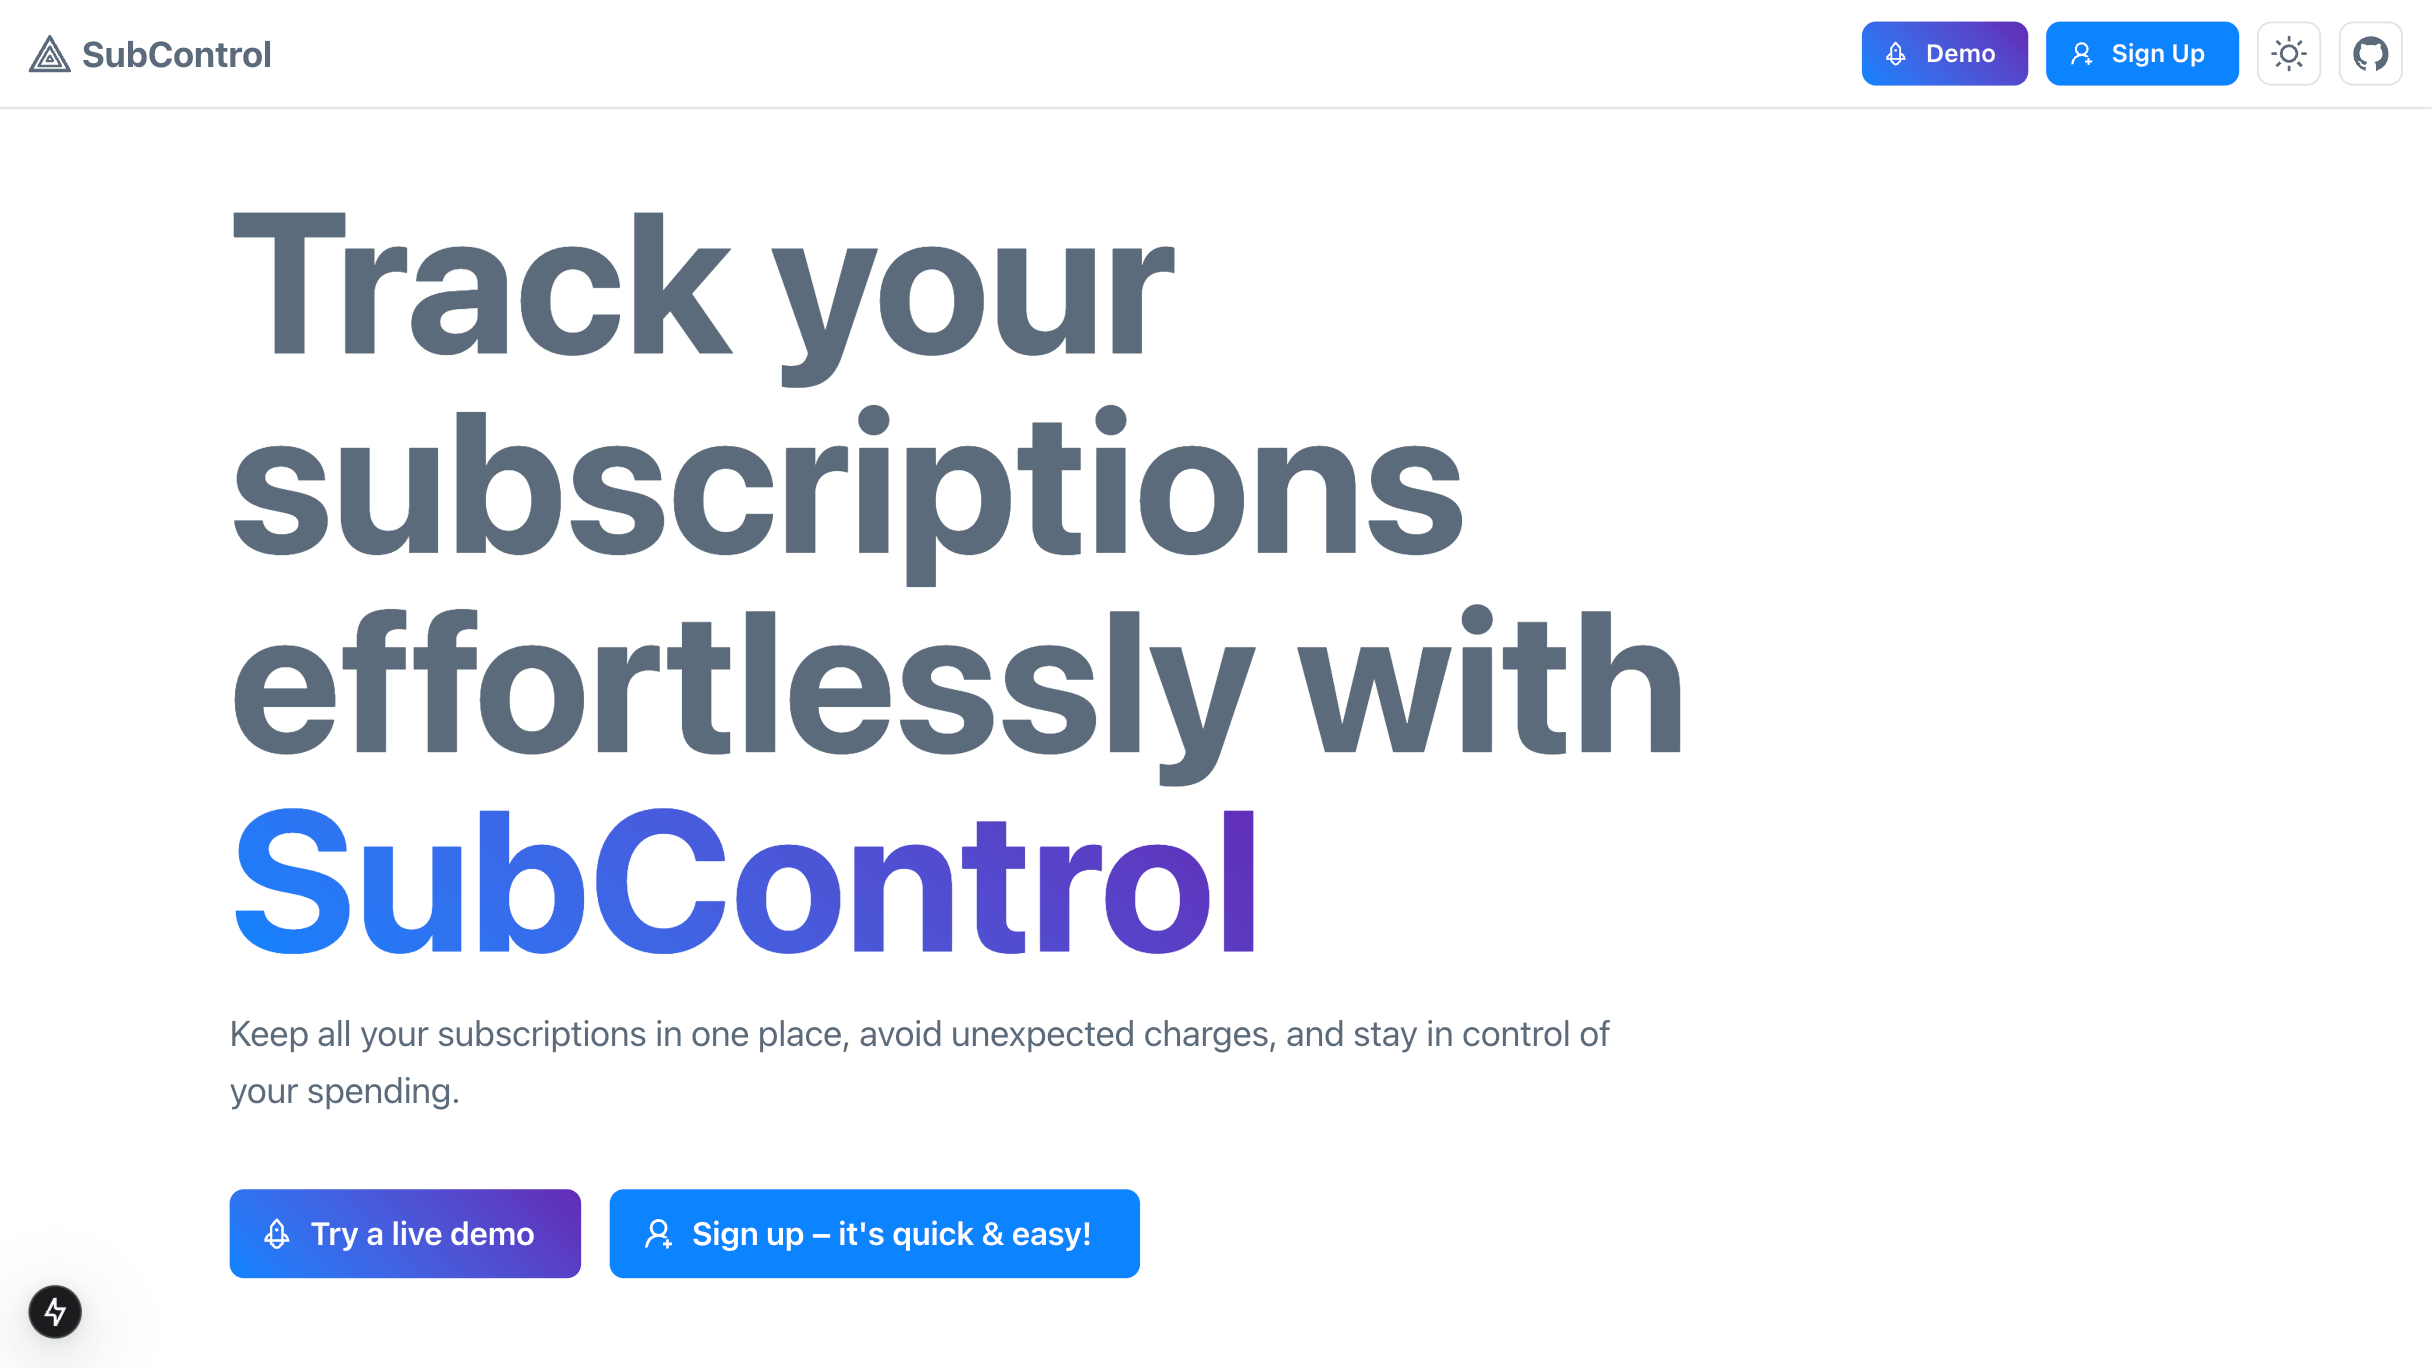 SubControl
Demo
Sign Up
Track your
subscriptions
effortlessly with
SubControl
Keep all your subscriptions in one place, avoid unexpected charges, and stay in control of
your spending.
Try a live demo
Sign up – it's quick & easy!